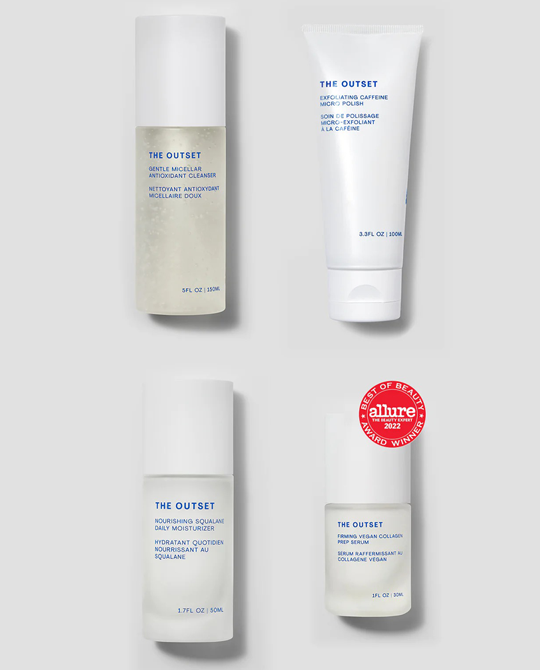 THE OUTSET
GENTLE MICELLAR
ANTIOXIDANT CLEANSER
NETTOYANT ANTIOXYDANT
MICELLAIRE DOUX
5FL OZ | 150ML
THE OUTSET
EXFOLIATING CAFFEINE
MICRO POLISH
SOIN DE POLISSAGE
MICRO-EXFOLIANT
À LA CAFÉINE
3.3FL OZ | 100ML
THE OUTSET
NOURISHING SQUALANE
DAILY MOISTURIZER
HYDRATANT QUOTIDIEN
NOURRISSANT AU
SQUALANE
1.7FL OZ | 50ML
BEST OF BEAUTY
allure
THE BEAUTY EXPERT
2022
AWARD WINNER
THE OUTSET
FIRMING VEGAN COLLAGEN
PREP SERUM
SERUM RAFFERMISSANT AU
COLLAGÈNE VEGAN
1FL OZ | 30ML